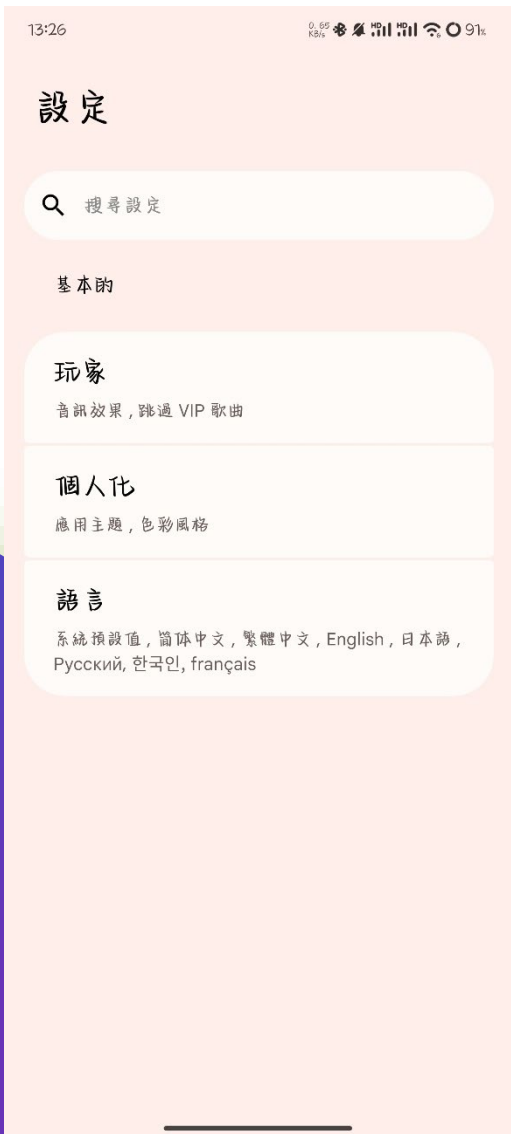 13:26
0.65 KB/s HD HD 6 91%
設定
搜尋設定
基本的
玩家
音訊效果，跳過 VIP 歌曲
個人化
應用主題，色彩風格
語言
系統預設值，简体中文，繁體中文，English，日本語，
Русский, 한국인, français